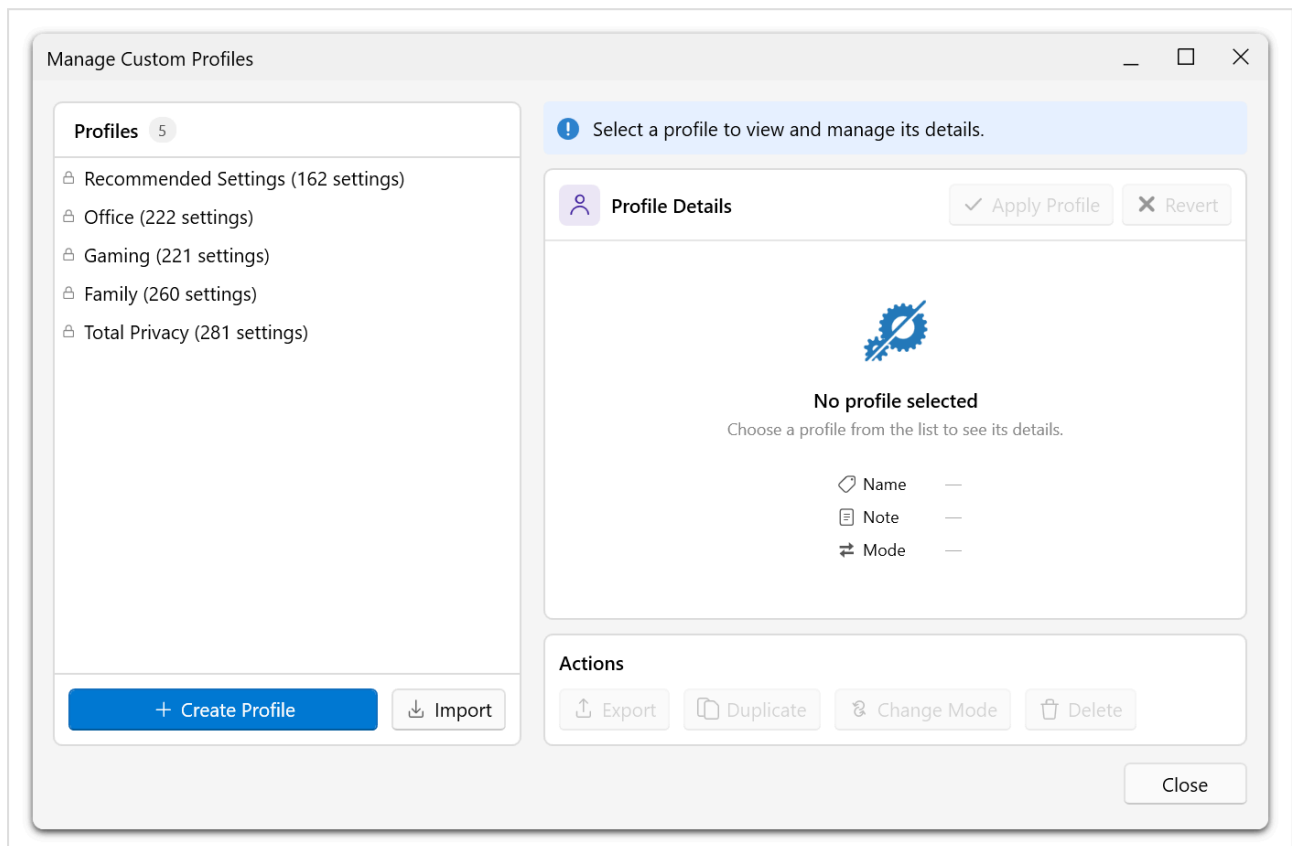 Manage Custom Profiles
Profiles 5
Recommended Settings (162 settings)
Office (222 settings)
Gaming (221 settings)
Family (260 settings)
Total Privacy (281 settings)
+ Create Profile
Import
Select a profile to view and manage its details.
Profile Details
Apply Profile
Revert
No profile selected
Choose a profile from the list to see its details.
Name —
Note —
Mode —
Actions
Export
Duplicate
Change Mode
Delete
Close